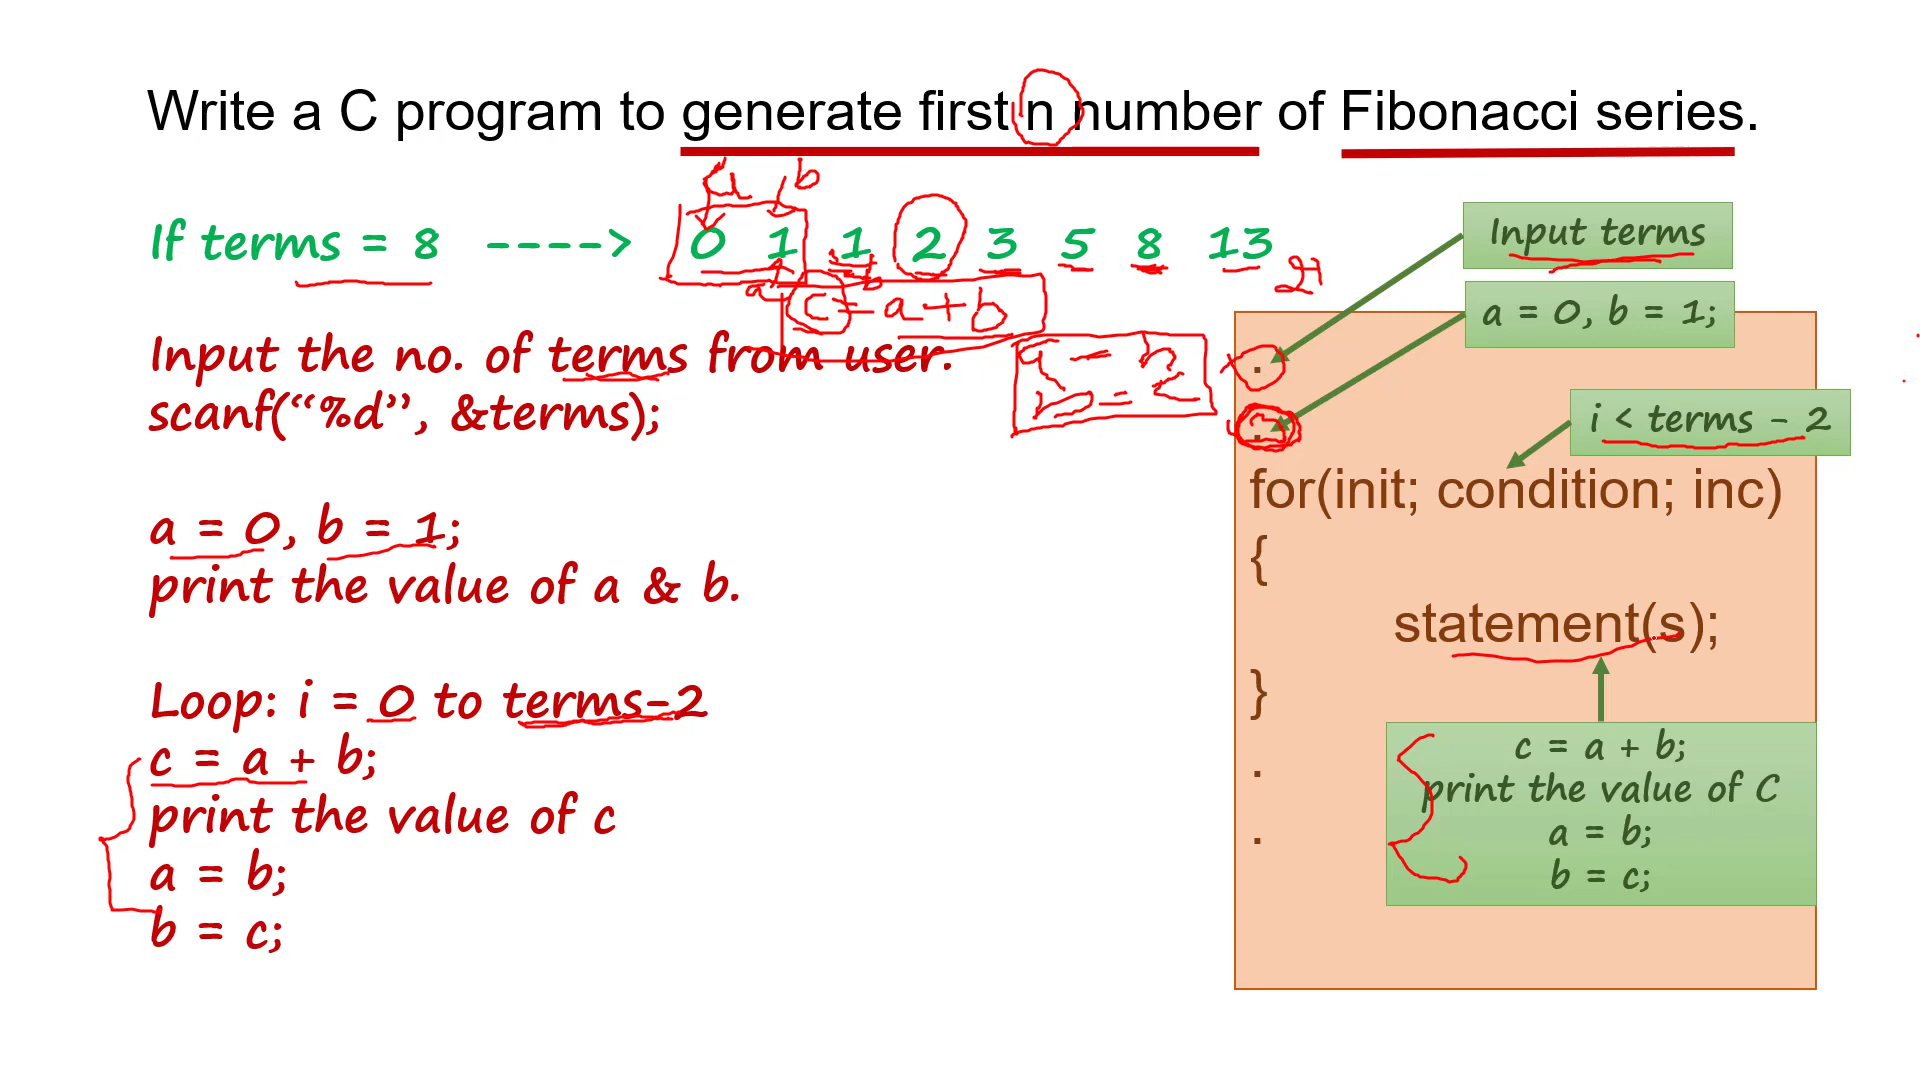 Write a C program to generate first n number of Fibonacci series.
a b
If terms = 8 ----> 0 1 1 2 3 5 8 13
21
a b
c = a + b
Input the no. of terms from user.
scanf(“%d”, &terms);
a = 0, b = 1;
print the value of a & b.
Loop: i = 0 to terms-2
c = a + b;
print the value of c
a = b;
b = c;
Input terms
a = 0, b = 1;
.
.
i < terms - 2
for(init; condition; inc)
{
statement(s);
}
.
.
c = a + b;
print the value of C
a = b;
b = c;